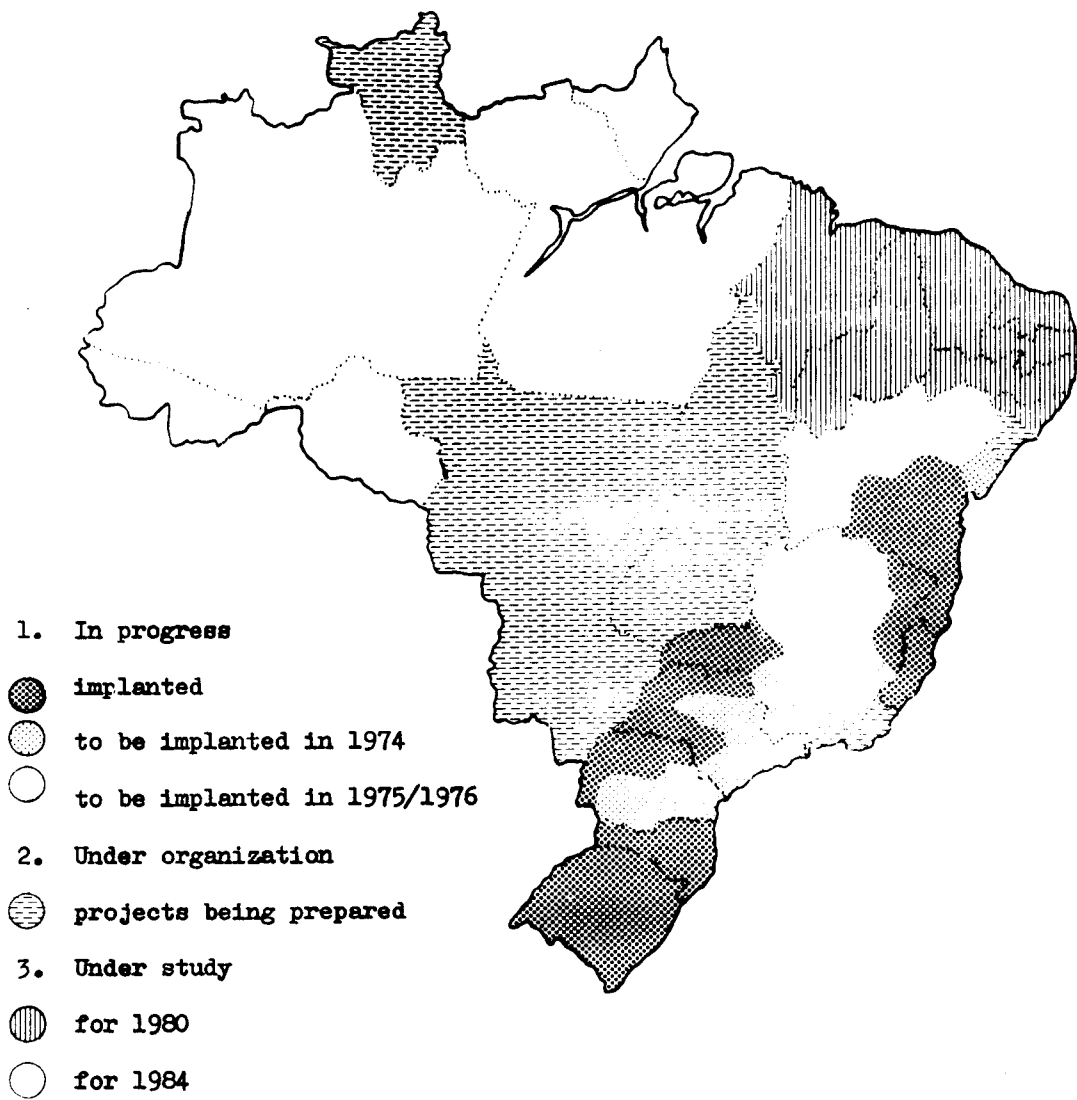 1. In progress
implanted
to be implanted in 1974
to be implanted in 1975/1976
2. Under organization
projects being prepared
3. Under study
for 1980
for 1984